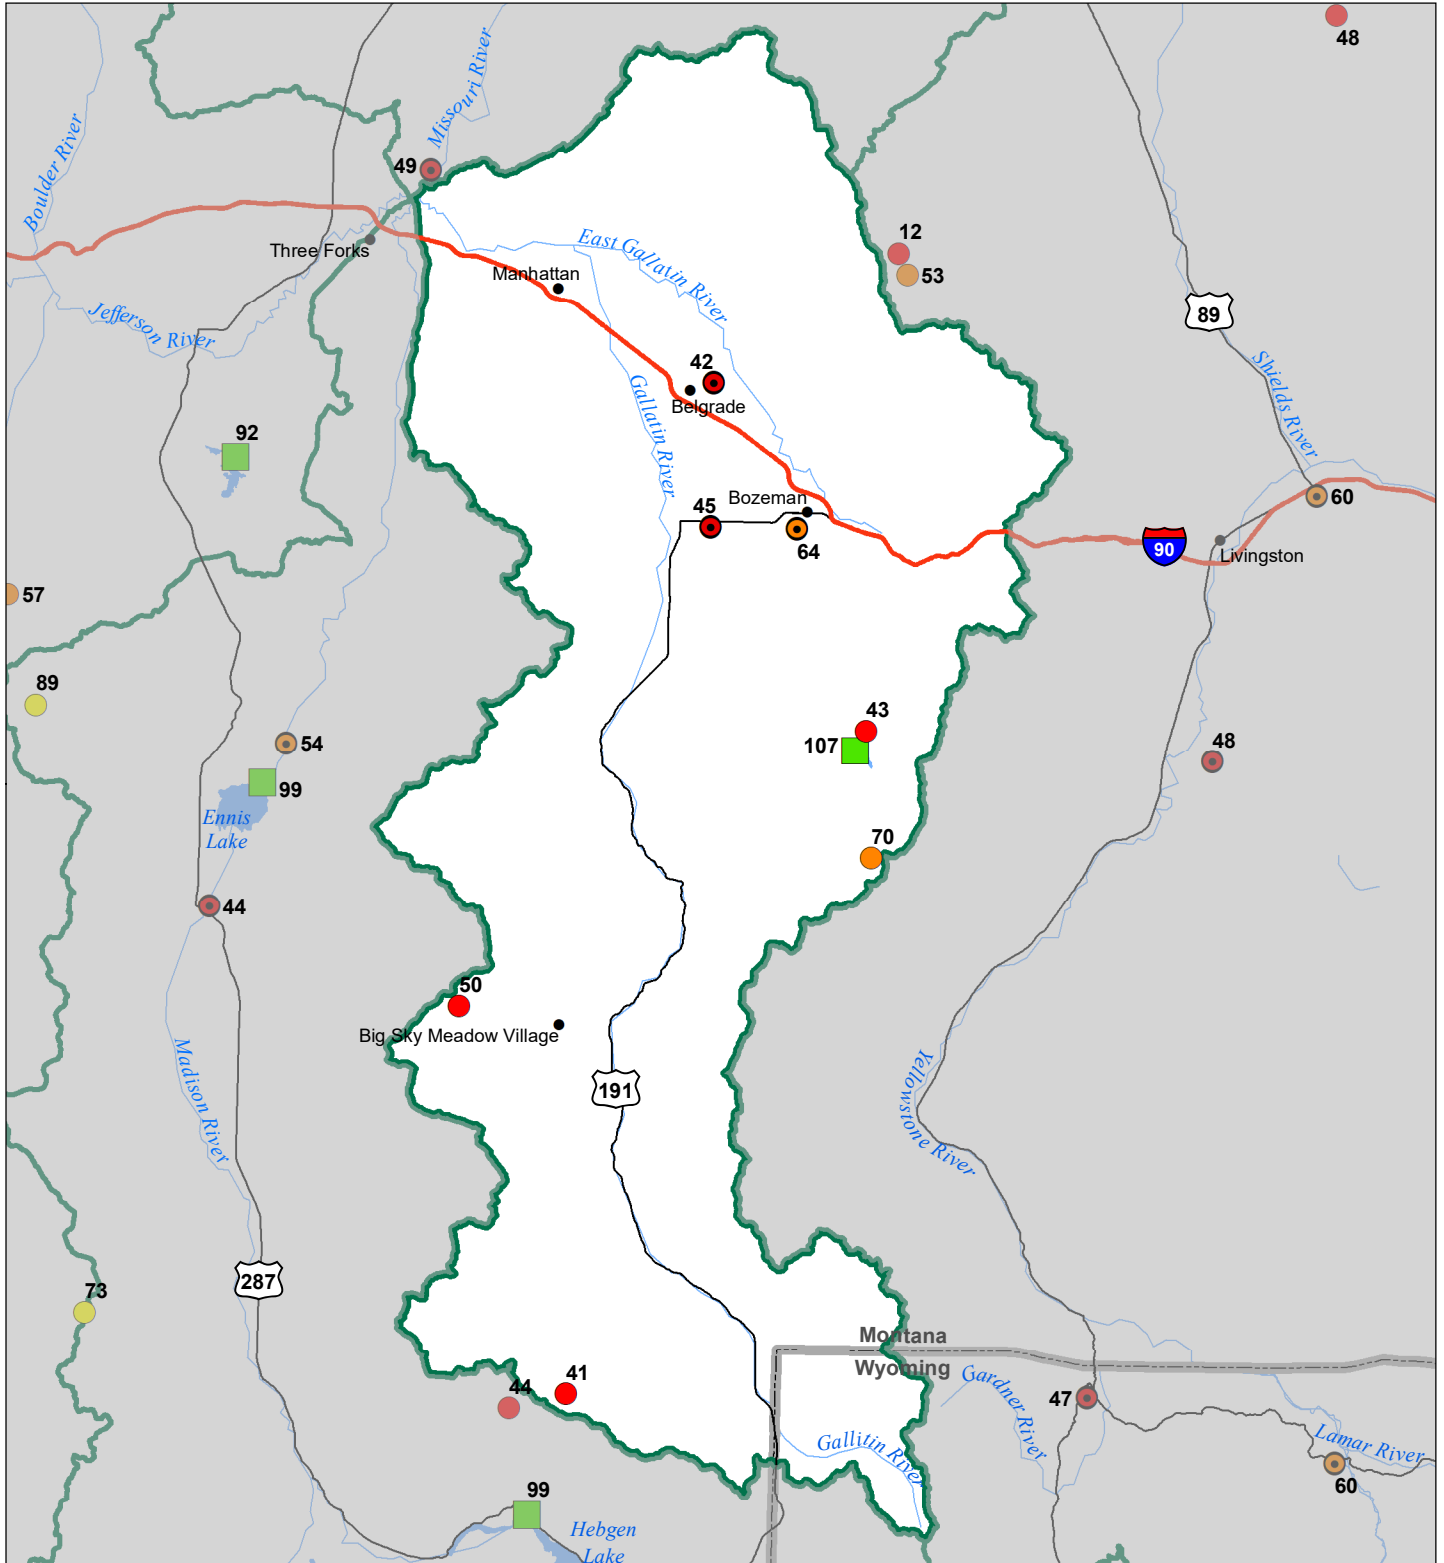 48
Missouri River
Boulder River
49
12
East Gallatin River
Three Forks
53
Manhattan
89
Jefferson River
Shields River
42
Gallatin River
Belgrade
92
Bozeman
60
45
64
90
Livingston
57
89
43
54
107
48
99
Ennis
Lake
70
44
50
Big Sky Meadow Village
Madison River
191
Yellowstone River
287
73
Montana
Wyoming
41
44
Gardner River
47
Gallitin River
Lamar River
60
99
Hebgen
Lake